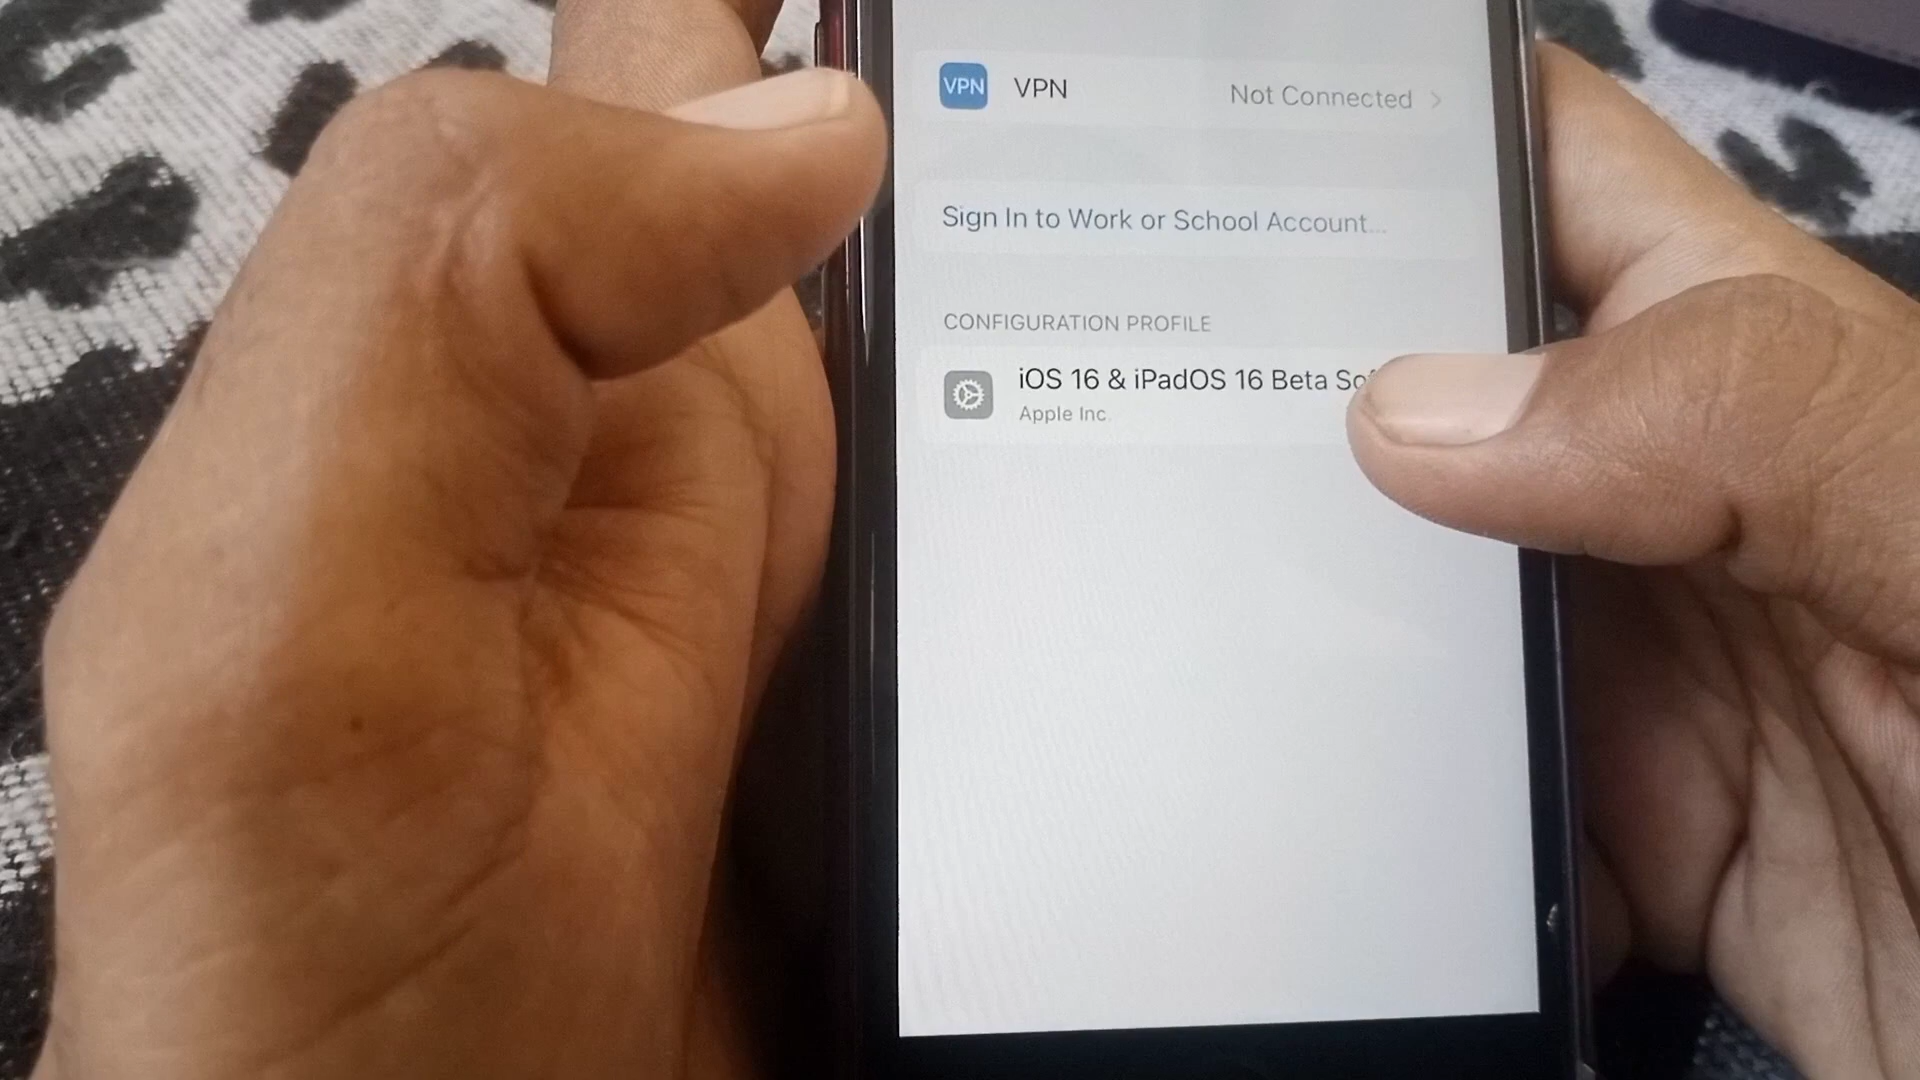 VPN VPN Not Connected
Sign In to Work or School Account...
CONFIGURATION PROFILE
iOS 16 & iPadOS 16 Beta
Apple Inc.